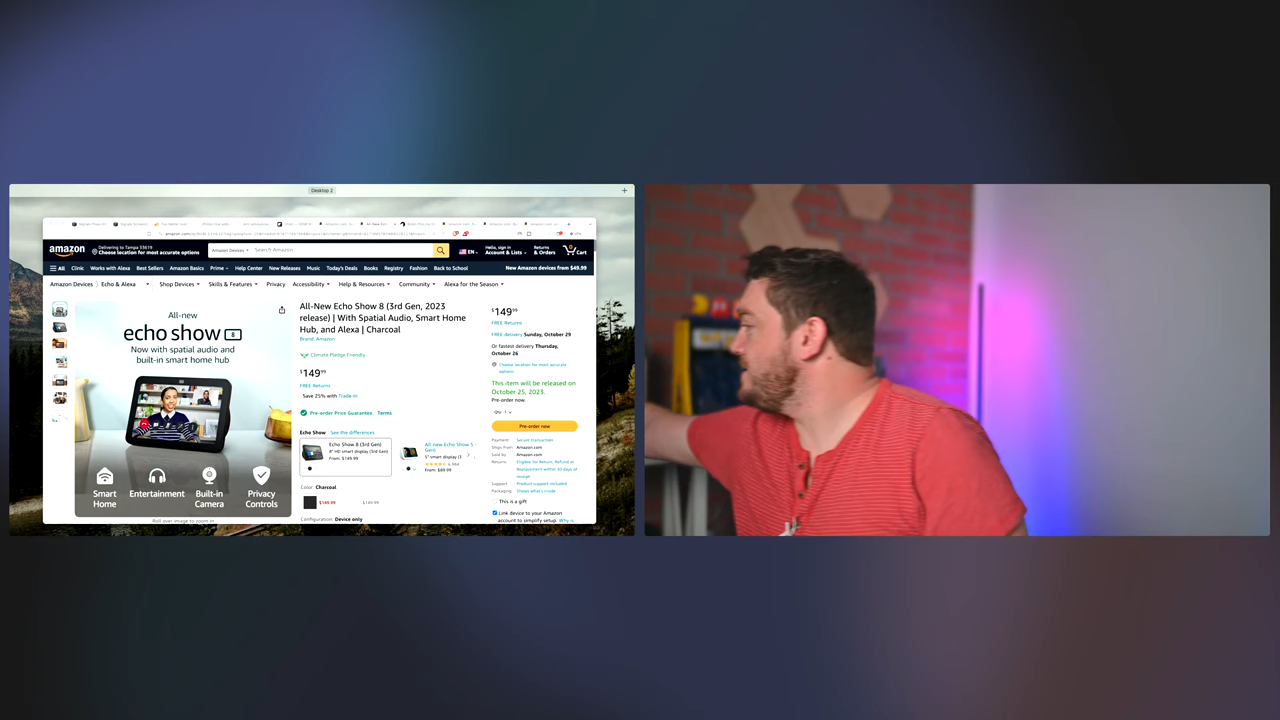 Desktop 2
amazon
Delivering to Tampa 33619
Choose location for most accurate options
Amazon Devices
Search Amazon
EN
Hello, sign in
Account & Lists
Returns
& Orders
0
Cart
All
Clinic
Works with Alexa
Best Sellers
Amazon Basics
Prime
Help Center
New Releases
Music
Today's Deals
Books
Registry
Fashion
Back to School
New Amazon devices from $49.99
Amazon Devices
Echo & Alexa
Shop Devices
Skills & Features
Privacy
Accessibility
Help & Resources
Community
Alexa for the Season
All-new
echo show 8
Now with spatial audio and
built-in smart home hub
Smart
Home
Entertainment
Built-in
Camera
Privacy
Controls
Roll over image to zoom in
All-New Echo Show 8 (3rd Gen, 2023
release) | With Spatial Audio, Smart Home
Hub, and Alexa | Charcoal
Brand: Amazon
Climate Pledge Friendly
$149.99
FREE Returns
Save 25% with Trade-in
Pre-order Price Guarantee. Terms
Echo Show See the differences
Echo Show 8 (3rd Gen)
8" HD smart display (3rd Gen)
From: $149.99
All new Echo Show 5
Gen)
5" smart display (3
From: $89.99
Color: Charcoal
$149.99
$149.99
Configuration: Device only
$149.99
FREE Returns
FREE delivery Sunday, October 29
Or fastest delivery Thursday,
October 26
Choose location for most accurate
options
This item will be released on
October 25, 2023.
Pre-order now.
Qty: 1
Pre-order now
Payment Secure transaction
Ships from Amazon.com
Sold by Amazon.com
Returns Eligible for Return, Refund or
Replacement within 30 days of
receipt
Support Product support included
Packaging Shows what's inside
This is a gift
Link device to your Amazon
account to simplify setup. Why is